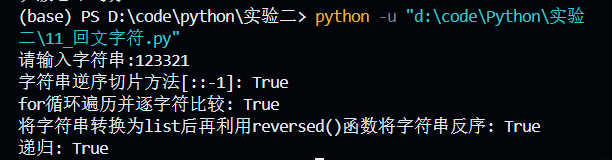 (base) PS D:\code\python\实验二> python -u "d:\code\Python\实验
二\11_回文字符.py"
请输入字符串:123321
字符串逆序切片方法[::-1]: True
for循环遍历并逐字符比较: True
将字符串转换为list后再利用reversed()函数将字符串反序: True
递归: True